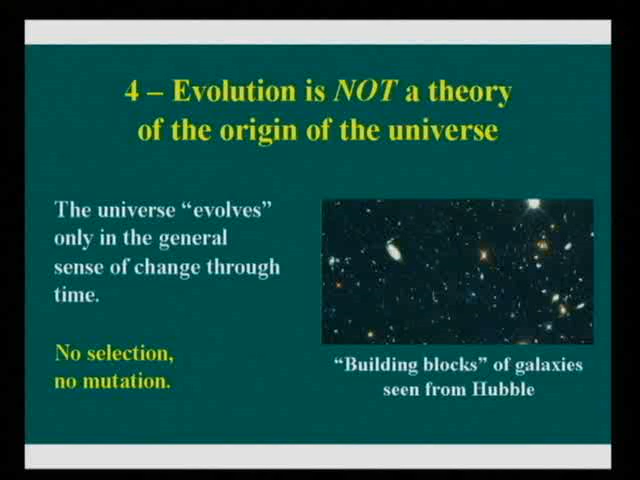 4 – Evolution is NOT a theory
of the origin of the universe
The universe “evolves”
only in the general
sense of change through
time.
No selection,
no mutation.
“Building blocks” of galaxies
seen from Hubble